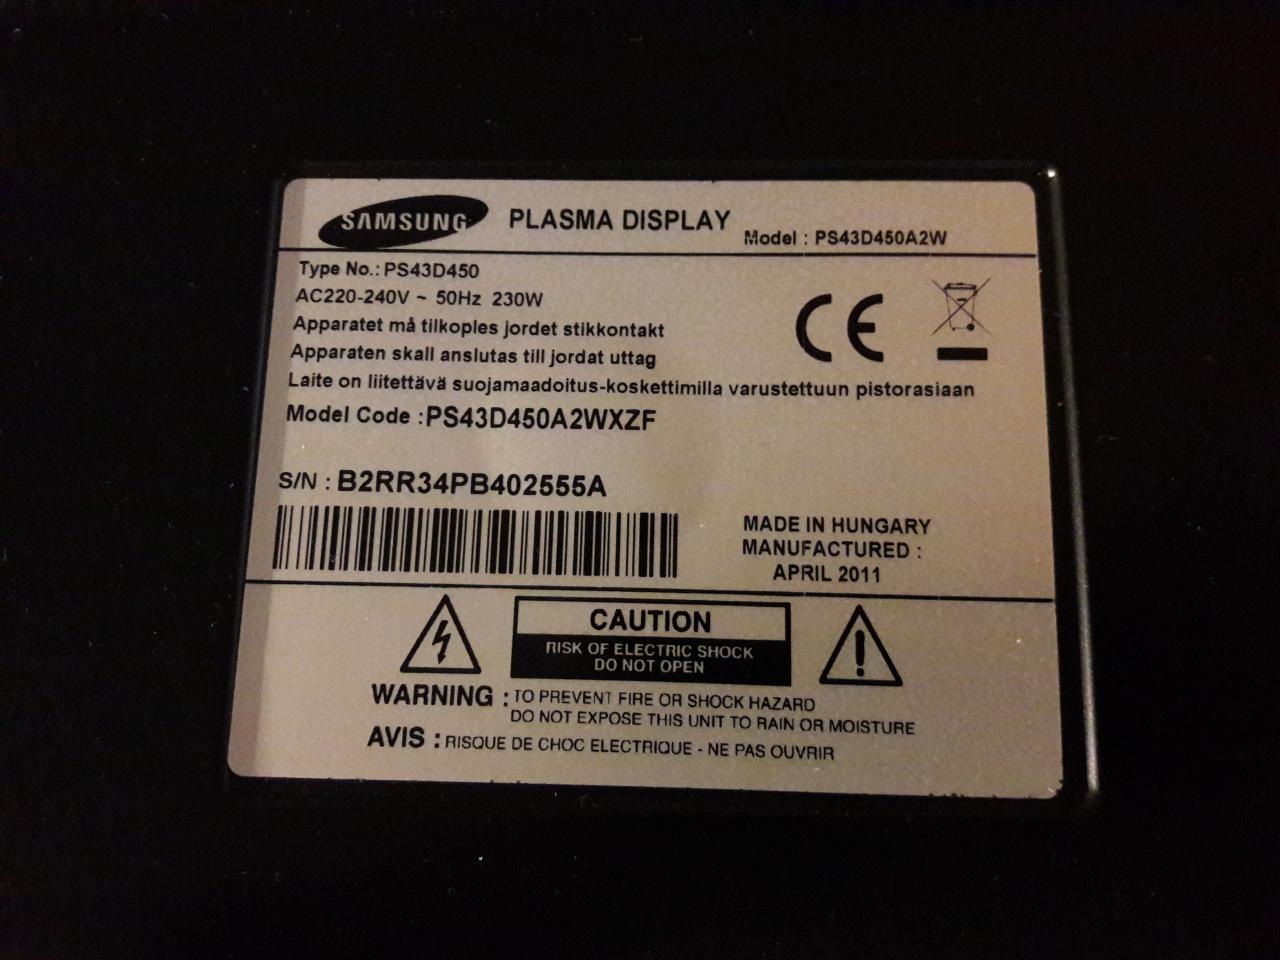 SAMSUNG PLASMA DISPLAY Model : PS43D450A2W
Type No.: PS43D450
AC220-240V ~ 50Hz 230W
Apparatet må tilkoples jordet stikkontakt
Apparaten skall anslutas till jordat uttag
Laite on liitettävä suojamaadoitus-koskettimilla varustettuun pistorasiaan
Model Code :PS43D450A2WXZF
CE
S/N : B2RR34PB402555A
MADE IN HUNGARY
MANUFACTURED :
APRIL 2011
CAUTION
RISK OF ELECTRIC SHOCK
DO NOT OPEN
WARNING : TO PREVENT FIRE OR SHOCK HAZARD
DO NOT EXPOSE THIS UNIT TO RAIN OR MOISTURE
AVIS : RISQUE DE CHOC ELECTRIQUE - NE PAS OUVRIR